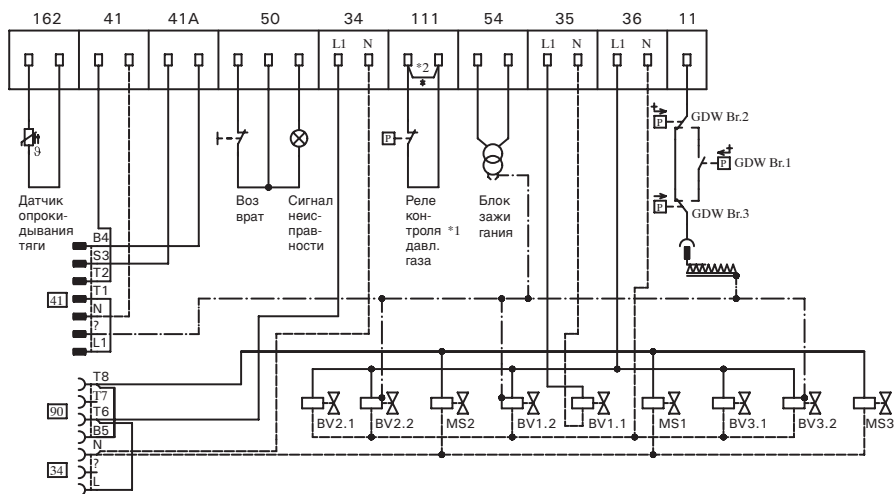 162 41 41A 50 34 111 54 35 36 11
L1 N *2 L1 N L1 N
GDW Br.2
P
P
P GDW Br.1
ϑ
P GDW Br.3
Датчик
опроки-
дывания
тяги
Воз
врат
Сигнал
неис-
прав-
ности
Реле
кон-
троля *1
давл.
газа
Блок
зажи
гания
B4
S3
T2
41 T1
N
?
L1
T8
T7
90 T6
B5
N
34 ?
L
BV2.1 BV2.2 MS2 BV1.2 BV1.1 MS1 BV3.1 BV3.2 MS3